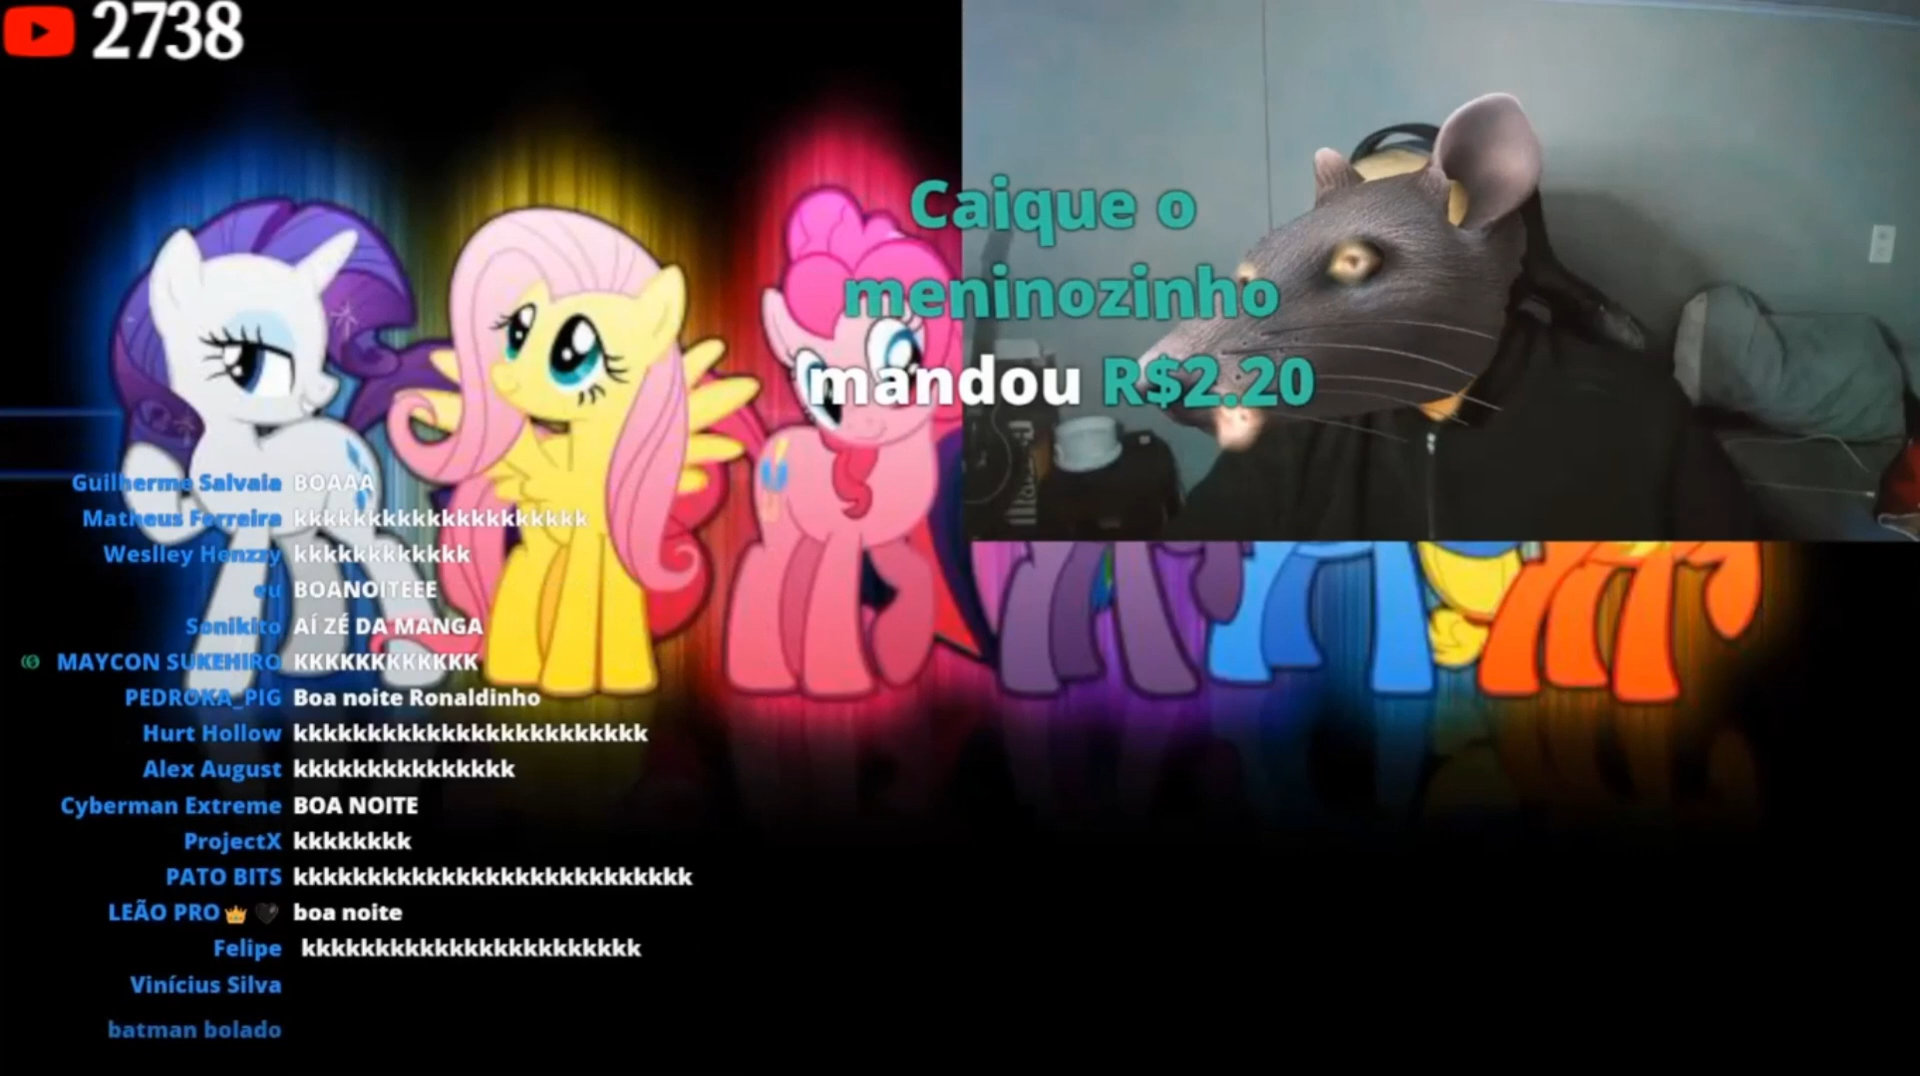 2738
Caique o
meninozinho
mandou R$2.20
Guilherme Salvaia BOAAA
Matheus Ferreira kkkkkkkkkkkkkkkkkkkk
Weslley Henzzy kkkkkkkkkkkk
eu BOANOITEEE
Sonikito AÍ ZÉ DA MANGA
MAYCON SUKEHIRO KKKKKKKKKKKK
PEDROKA_PIG Boa noite Ronaldinho
Hurt Hollow kkkkkkkkkkkkkkkkkkkkkkkk
Alex August kkkkkkkkkkkkkkk
Cyberman Extreme BOA NOITE
ProjectX kkkkkkkk
PATO BITS kkkkkkkkkkkkkkkkkkkkkkkkkkk
LEÃO PRO👑🖤 boa noite
Felipe kkkkkkkkkkkkkkkkkkkkkkk
Vinícius Silva
batman bolado